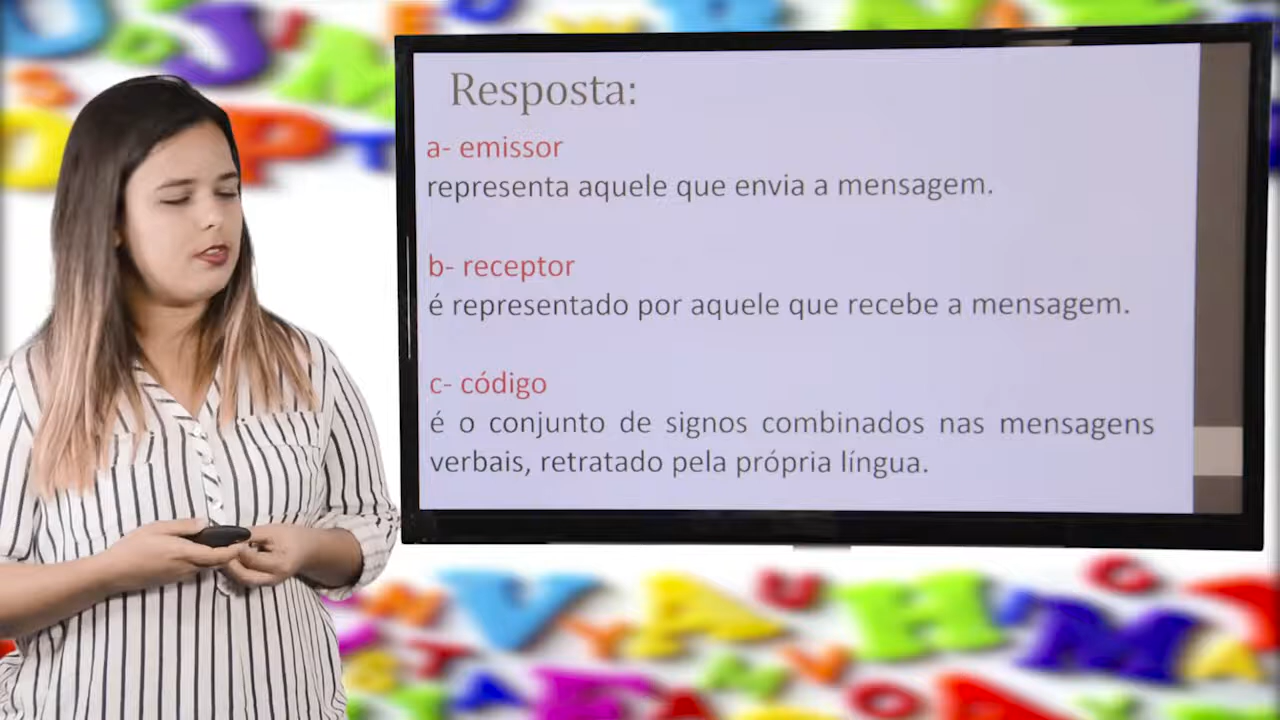 Resposta:
a- emissor
representa aquele que envia a mensagem.
b- receptor
é representado por aquele que recebe a mensagem.
c- código
é o conjunto de signos combinados nas mensagens
verbais, retratado pela própria língua.